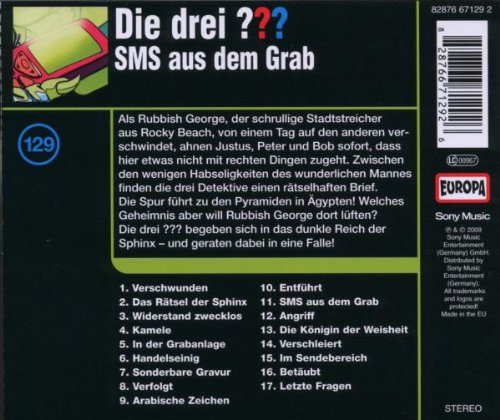 Die drei ???
SMS aus dem Grab
82876 67129 2
129
Als Rubbish George, der schrullige Stadtstreicher
aus Rocky Beach, von einem Tag auf den anderen ver-
schwindet, ahnen Justus, Peter und Bob sofort, dass
hier etwas nicht mit rechten Dingen zugeht. Zwischen
den wenigen Habseligkeiten des wunderlichen Mannes
finden die drei Detektive einen rätselhaften Brief.
Die Spur führt zu den Pyramiden in Ägypten! Welches
Geheimnis aber will Rubbish George dort lüften?
Die drei ??? begeben sich in das dunkle Reich der
Sphinx – und geraten dabei in eine Falle!
1. Verschwunden
2. Das Rätsel der Sphinx
3. Widerstand zwecklos
4. Kamele
5. In der Grabanlage
6. Handelseinig
7. Sonderbare Gravur
8. Verfolgt
9. Arabische Zeichen
10. Entführt
11. SMS aus dem Grab
12. Angriff
13. Die Königin der Weisheit
14. Verschleiert
15. Im Sendebereich
16. Betäubt
17. Letzte Fragen
8 28766 71292 6
LC 00967
EUROPA
Sony Music
℗ & © 2009
Sony Music
Entertainment
(Germany) GmbH.
Distributed by
Sony Music
Entertainment
(Germany).
All trademarks
and logos are
protected!
Made in the EU
STEREO